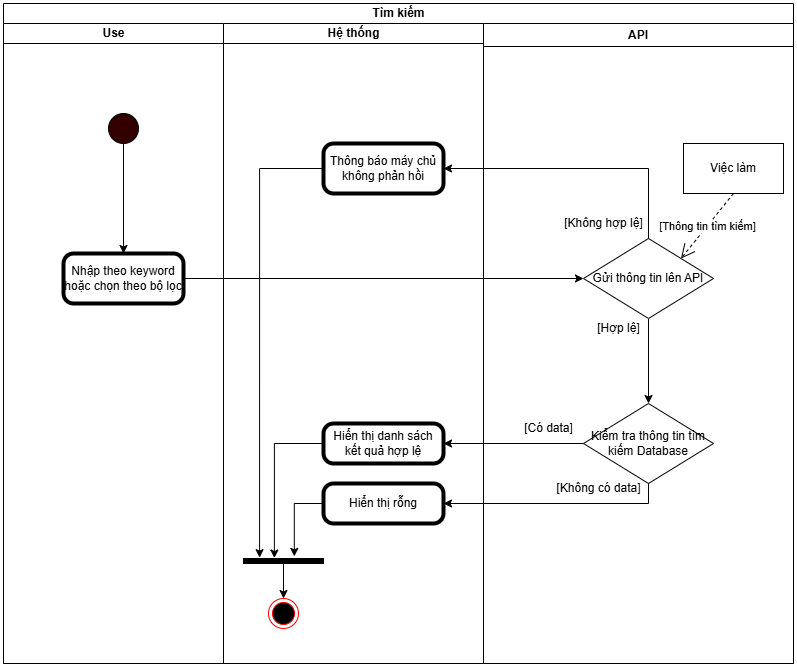 Tìm kiếm
Use
Hệ thống
API
Thông báo máy chủ
không phản hồi
Việc làm
[Không hợp lệ]
[Thông tin tìm kiếm]
Nhập theo keyword
hoặc chọn theo bộ lọc
Gửi thông tin lên API
[Hợp lệ]
[Có data]
Hiển thị danh sách
kết quả hợp lệ
Kiểm tra thông tin tìm
kiếm Database
[Không có data]
Hiển thị rỗng